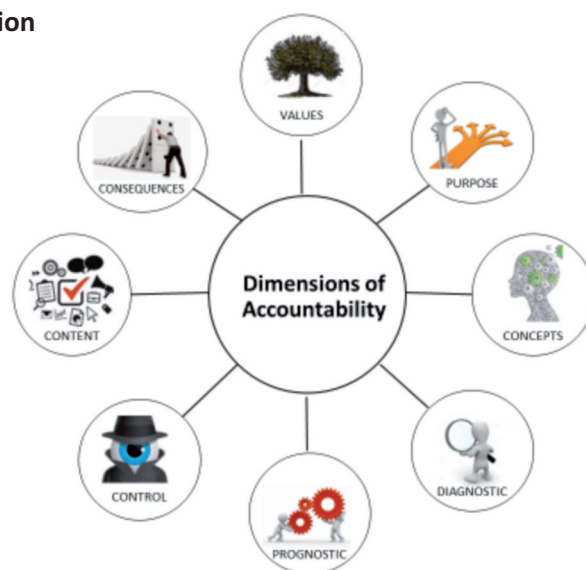 ion
VALUES
CONSEQUENCES
PURPOSE
Dimensions of
Accountability
CONTENT
CONCEPTS
CONTROL
DIAGNOSTIC
PROGNOSTIC